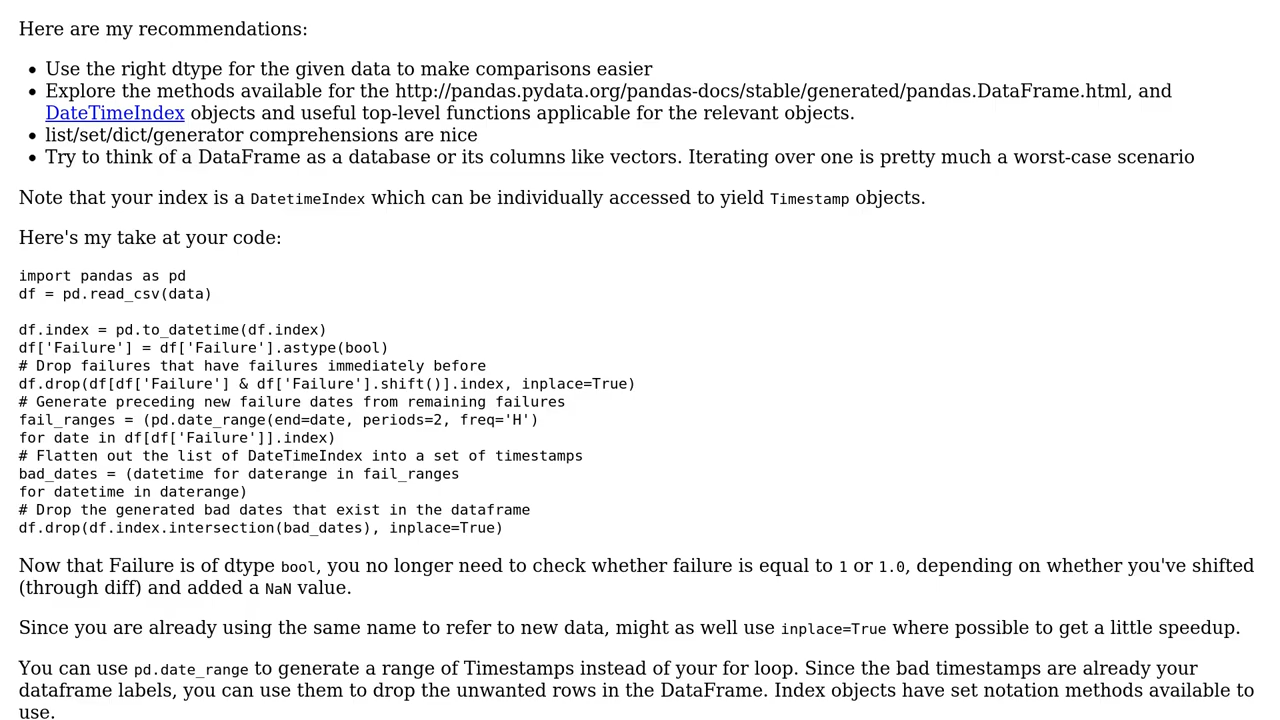 Here are my recommendations:
• Use the right dtype for the given data to make comparisons easier
• Explore the methods available for the http://pandas.pydata.org/pandas-docs/stable/generated/pandas.DataFrame.html, and
DateTimeIndex objects and useful top-level functions applicable for the relevant objects.
• list/set/dict/generator comprehensions are nice
• Try to think of a DataFrame as a database or its columns like vectors. Iterating over one is pretty much a worst-case scenario
Note that your index is a DatetimeIndex which can be individually accessed to yield Timestamp objects.
Here's my take at your code:
import pandas as pd
df = pd.read_csv(data)
df.index = pd.to_datetime(df.index)
df['Failure'] = df['Failure'].astype(bool)
# Drop failures that have failures immediately before
df.drop(df[df['Failure'] & df['Failure'].shift()].index, inplace=True)
# Generate preceding new failure dates from remaining failures
fail_ranges = (pd.date_range(end=date, periods=2, freq='H')
for date in df[df['Failure']].index)
# Flatten out the list of DateTimeIndex into a set of timestamps
bad_dates = (datetime for daterange in fail_ranges
for datetime in daterange)
# Drop the generated bad dates that exist in the dataframe
df.drop(df.index.intersection(bad_dates), inplace=True)
Now that Failure is of dtype bool, you no longer need to check whether failure is equal to 1 or 1.0, depending on whether you've shifted
(through diff) and added a NaN value.
Since you are already using the same name to refer to new data, might as well use inplace=True where possible to get a little speedup.
You can use pd.date_range to generate a range of Timestamps instead of your for loop. Since the bad timestamps are already your
dataframe labels, you can use them to drop the unwanted rows in the DataFrame. Index objects have set notation methods available to
use.